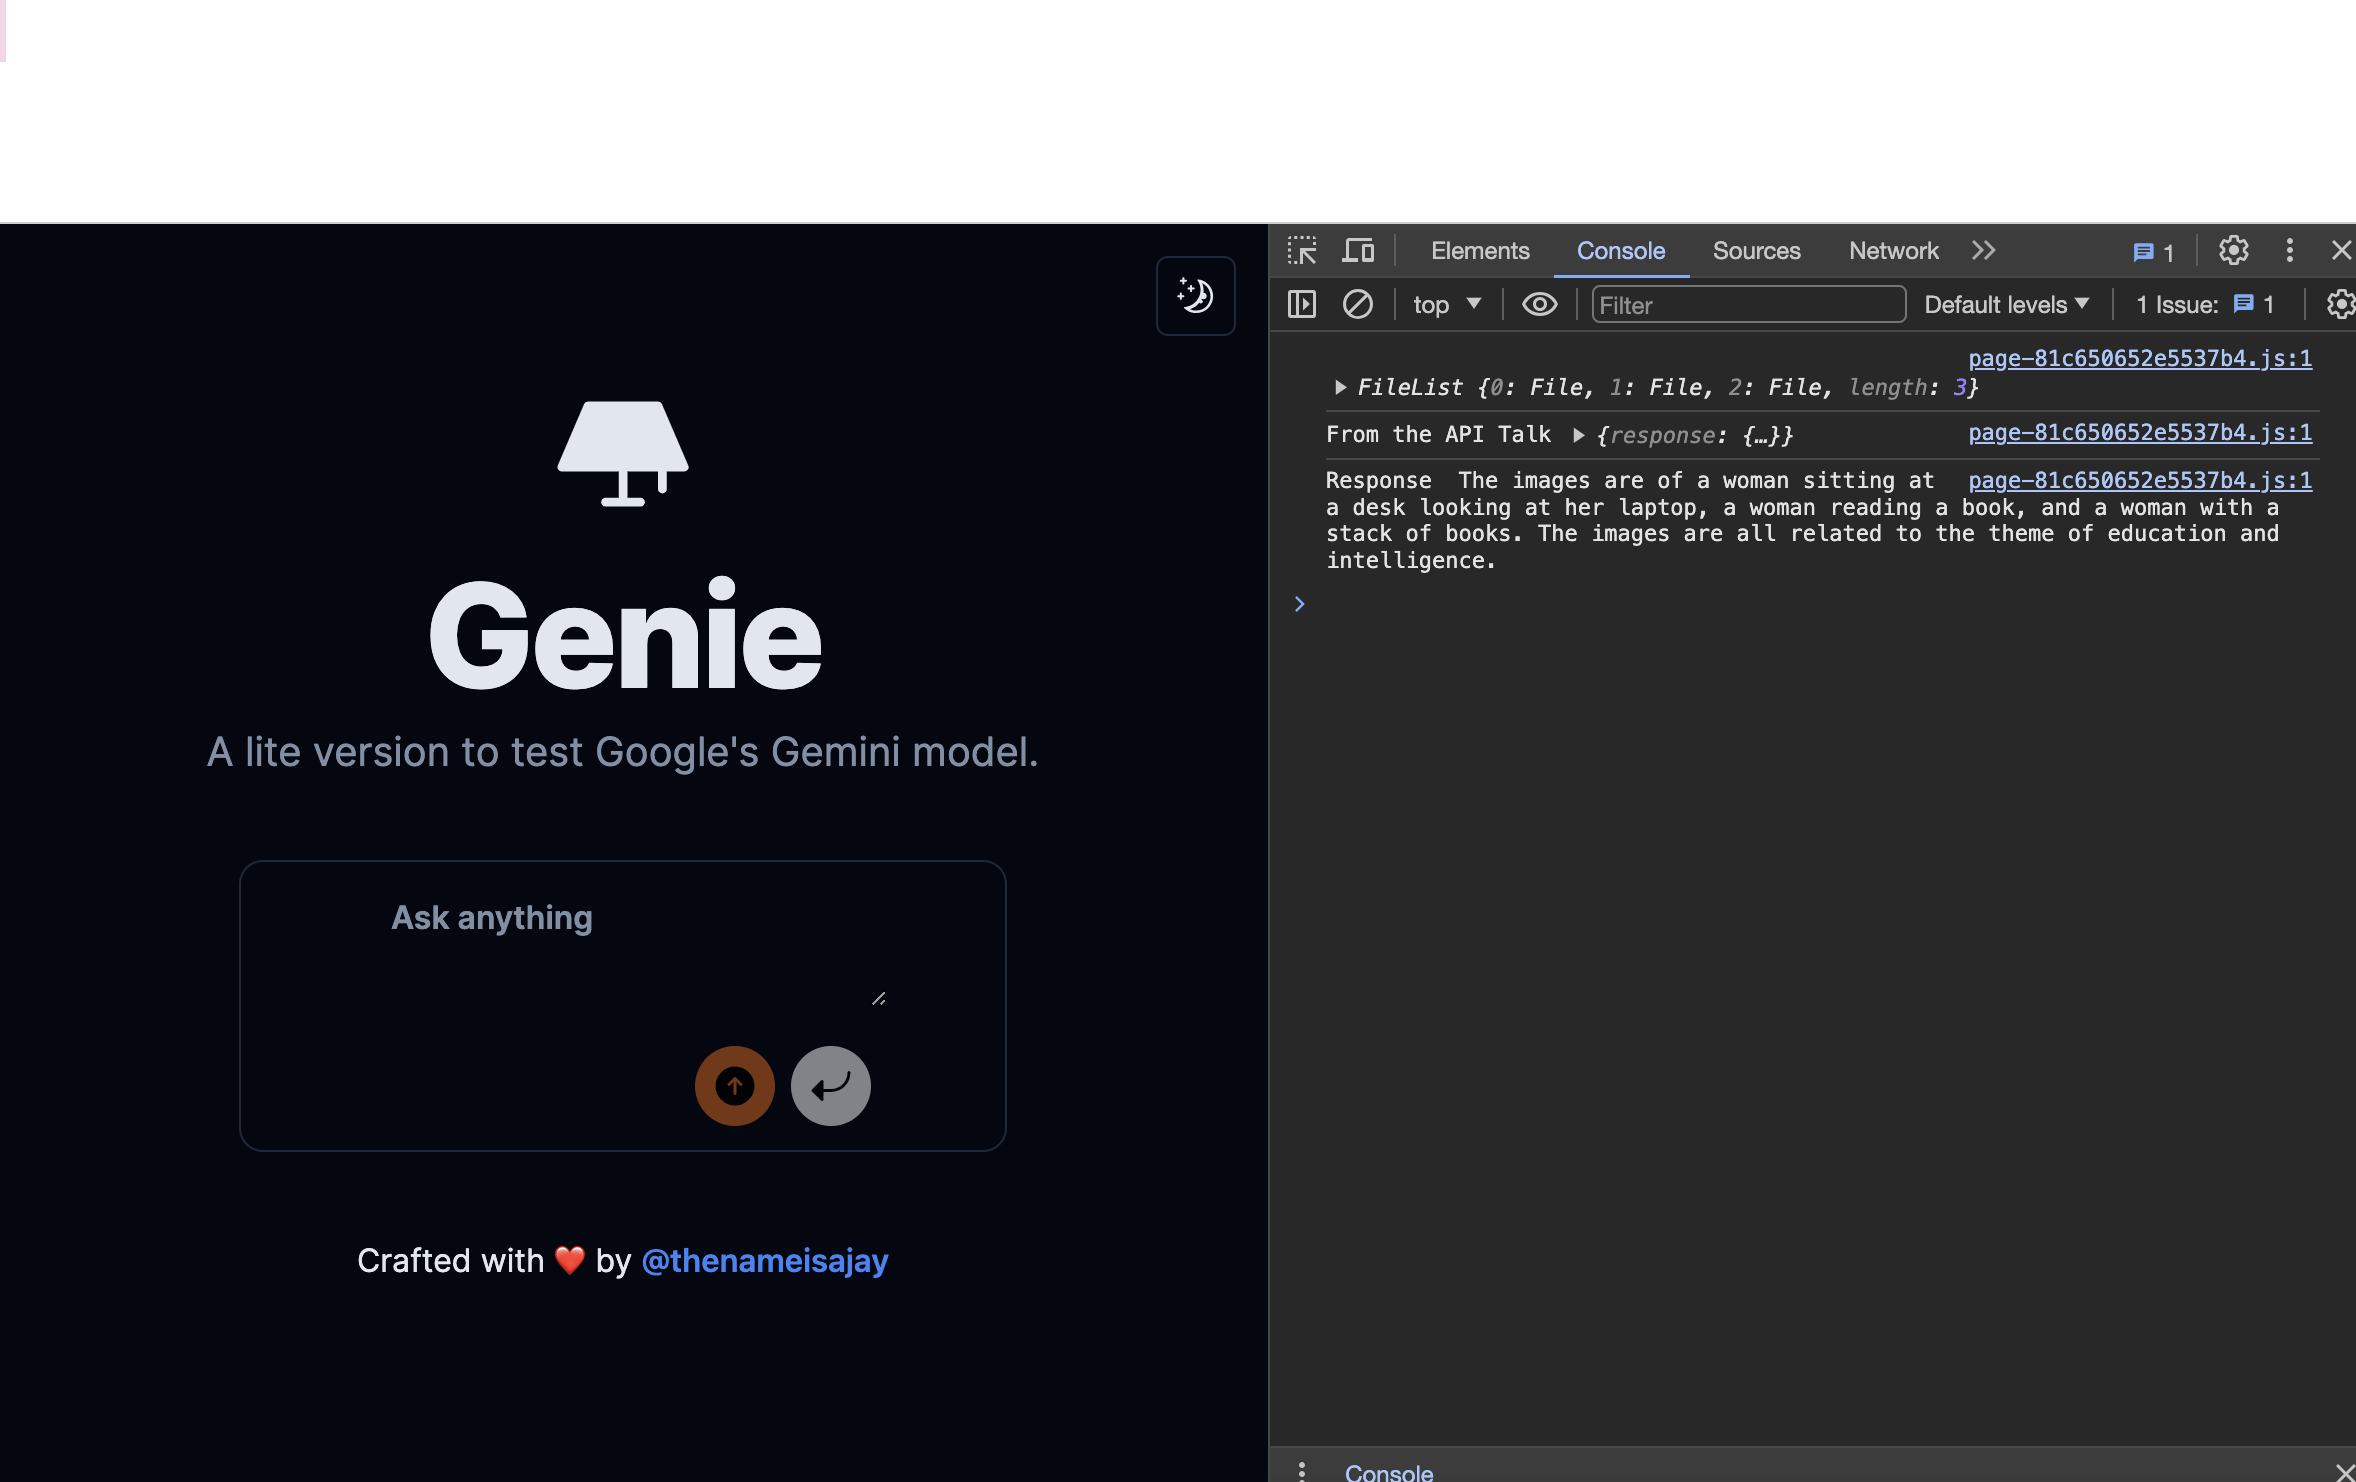 Genie
A lite version to test Google's Gemini model.
Ask anything
Crafted with ❤️ by @thenameisajay
Elements Console Sources Network 1
top Filter Default levels 1 Issue: 1
page-81c650652e5537b4.js:1
FileList {0: File, 1: File, 2: File, length: 3}
From the API Talk {response: {…}} page-81c650652e5537b4.js:1
Response The images are of a woman sitting at page-81c650652e5537b4.js:1
a desk looking at her laptop, a woman reading a book, and a woman with a
stack of books. The images are all related to the theme of education and
intelligence.
Console